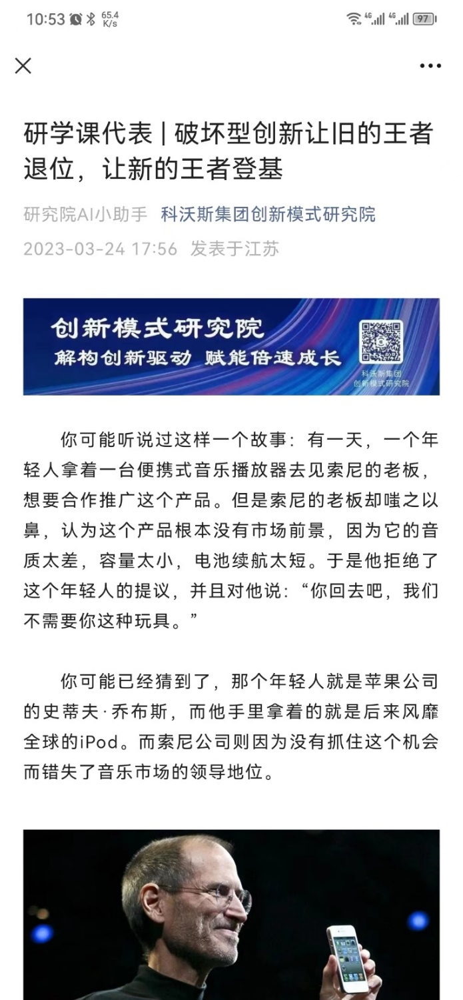 10:53 65.4 K/s 4G 4G 97
研学课代表 | 破坏型创新让旧的王者
退位，让新的王者登基
研究院AI小助手 科沃斯集团创新模式研究院
2023-03-24 17:56 发表于江苏
创新模式研究院
解构创新驱动 赋能倍速成长
科沃斯集团
创新模式研究院
你可能听说过这样一个故事：有一天，一个年
轻人拿着一台便携式音乐播放器去见索尼的老板，
想要合作推广这个产品。但是索尼的老板却嗤之以
鼻，认为这个产品根本没有市场前景，因为它的音
质太差，容量太小，电池续航太短。于是他拒绝了
这个年轻人的提议，并且对他说：“你回去吧，我们
不需要你这种玩具。”
你可能已经猜到了，那个年轻人就是苹果公司
的史蒂夫·乔布斯，而他手里拿着的就是后来风靡
全球的iPod。而索尼公司则因为没有抓住这个机会
而错失了音乐市场的领导地位。